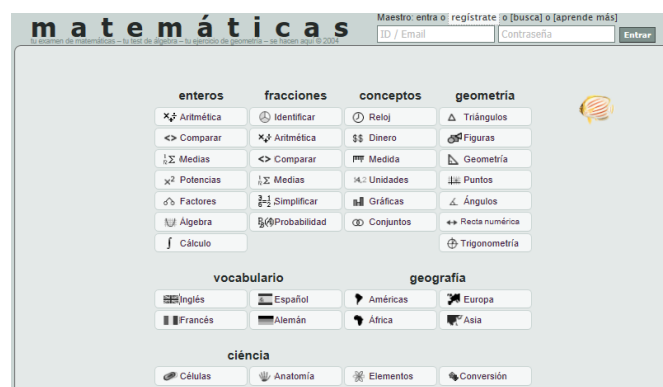 matemáticas
tu examen de matemáticas – tu test de álgebra – tu ejercicio de geometría – se hacen aquí © 2004
Maestro: entra o regístrate o [busca] o [aprende más]
ID / Email Contraseña Entrar
enteros fracciones conceptos geometría
Aritmética Identificar Reloj Triángulos
<> Comparar Aritmética $$ Dinero Figuras
Medias <> Comparar Medida Geometría
x² Potencias Medias Unidades Puntos
Factores Simplificar Gráficas Ángulos
Álgebra Probabilidad Conjuntos Recta numérica
∫ Cálculo Trigonometría
vocabulario geografía
Inglés Español Américas Europa
Francés Alemán África Asia
ciéncia
Células Anatomía Elementos Conversión